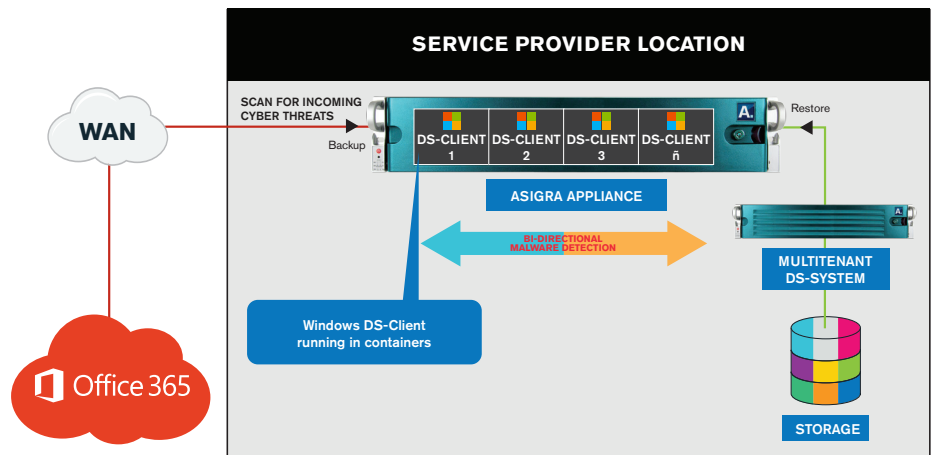 SERVICE PROVIDER LOCATION
SCAN FOR INCOMING
CYBER THREATS
Backup
WAN
A.
Restore
DS-CLIENT
1
DS-CLIENT
2
DS-CLIENT
3
DS-CLIENT
ñ
ASIGRA APPLIANCE
BI-DIRECTIONAL
MALWARE DETECTION
A.
MULTITENANT
DS-SYSTEM
Windows DS-Client
running in containers
Office 365
STORAGE